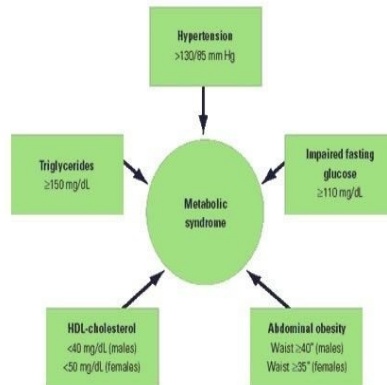 Hypertension
>130/85 mm Hg
Triglycerides
≥150 mg/dL
Impaired fasting
glucose
≥110 mg/dL
Metabolic
syndrome
HDL-cholesterol
<40 mg/dL (males)
<50 mg/dL (females)
Abdominal obesity
Waist ≥40" (males)
Waist ≥35" (females)